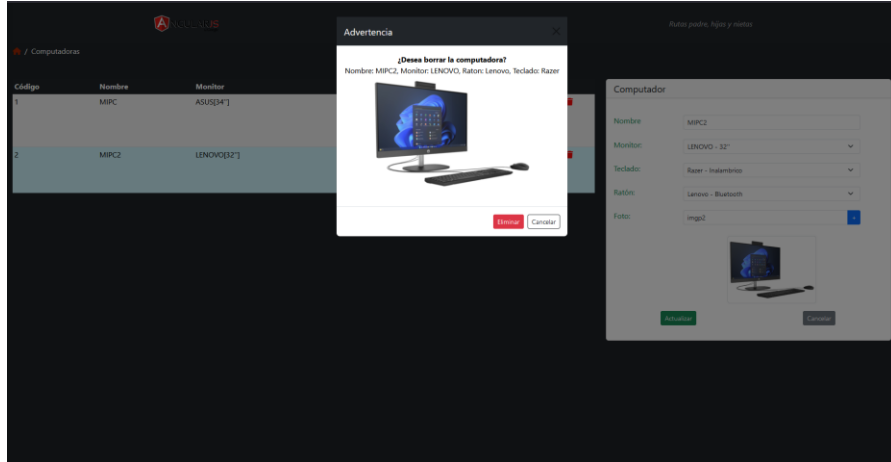 ANGULARJS
Rutas padre, hijas y nietas
/ Computadoras
Código Nombre Monitor
1 MIPC ASUS[34"]
2 MIPC2 LENOVO[32"]
Advertencia
¿Desea borrar la computadora?
Nombre: MIPC2, Monitor: LENOVO, Raton: Lenovo, Teclado: Razer
Eliminar Cancelar
Computador
Nombre MIPC2
Monitor: LENOVO - 32"
Teclado: Razer - Inalambrico
Ratón: Lenovo - Bluetooth
Foto: imgp2 +
Actualizar Cancelar